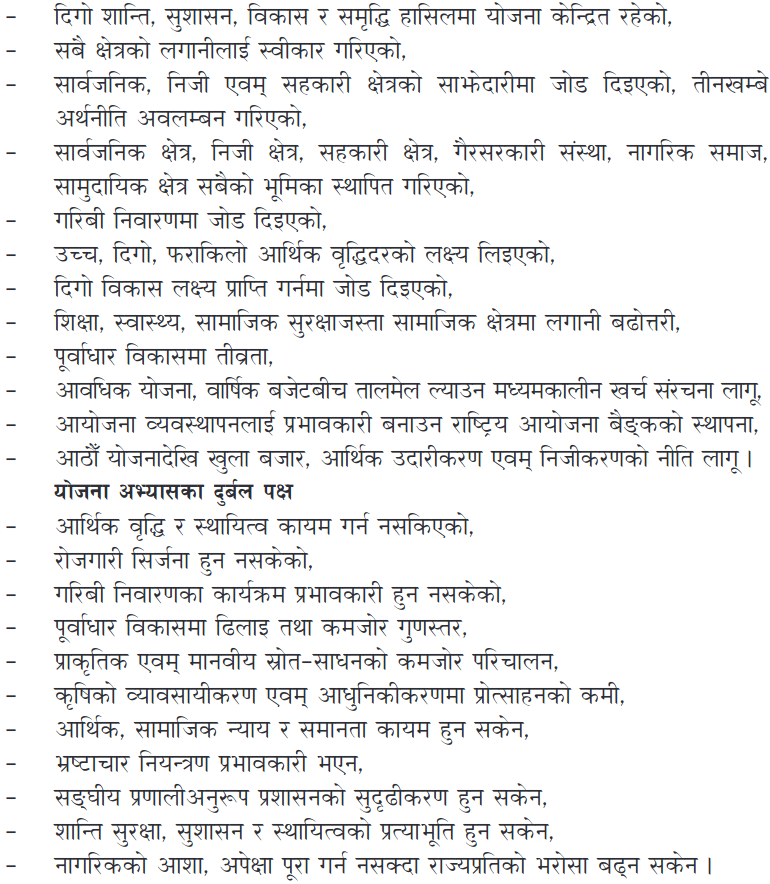 – दिगो शान्ति, सुशासन, विकास र समृद्धि हासिलमा योजना केन्द्रित रहेको,
– सबै क्षेत्रको लगानीलाई स्वीकार गरिएको,
– सार्वजनिक, निजी एवम् सहकारी क्षेत्रको साझेदारीमा जोड दिइएको, तीनखम्बे
अर्थनीति अवलम्बन गरिएको,
– सार्वजनिक क्षेत्र, निजी क्षेत्र, सहकारी क्षेत्र, गैरसरकारी संस्था, नागरिक समाज,
सामुदायिक क्षेत्र सबैको भूमिका स्थापित गरिएको,
– गरिबी निवारणमा जोड दिइएको,
– उच्च, दिगो, फराकिलो आर्थिक वृद्धिदरको लक्ष्य लिइएको,
– दिगो विकास लक्ष्य प्राप्ति गर्नमा जोड दिइएको,
– शिक्षा, स्वास्थ्य, सामाजिक सुरक्षाजस्ता सामाजिक क्षेत्रमा लगानी बढोत्तरी,
– पूर्वाधार विकासमा तीव्रता,
– आवधिक योजना, वार्षिक बजेटबीच तालमेल ल्याउन मध्यमकालीन खर्च संरचना लागू,
– आयोजना व्यवस्थापनलाई प्रभावकारी बनाउन राष्ट्रिय आयोजना बैङ्कको स्थापना,
– आठौँ योजनादेखि खुला बजार, आर्थिक उदारीकरण एवम् निजीकरणको नीति लागू ।
योजना अभ्यासका दुर्बल पक्ष
– आर्थिक वृद्धि र स्थायित्व कायम गर्न नसकिएको,
– रोजगारी सिर्जना हुन नसकेको,
– गरिबी निवारणका कार्यक्रम प्रभावकारी हुन नसकेको,
– पूर्वाधार विकासमा ढिलाइ तथा कमजोर गुणस्तर,
– प्राकृतिक एवम् मानवीय स्रोत-साधनको कमजोर परिचालन,
– कृषिको व्यावसायीकरण एवम् आधुनिकीकरणमा प्रोत्साहनको कमी,
– आर्थिक, सामाजिक न्याय र समानता कायम हुन सकेन,
– भ्रष्टाचार नियन्त्रण प्रभावकारी भएन,
– सङ्घीय प्रणालीअनुरूप प्रशासनको सुदृढीकरण हुन सकेन,
– शान्ति सुरक्षा, सुशासन र स्थायित्वको प्रत्याभूति हुन सकेन,
– नागरिकको आशा, अपेक्षा पूरा गर्न नसक्दा राज्यप्रतिको भरोसा बढ्न सकेन ।